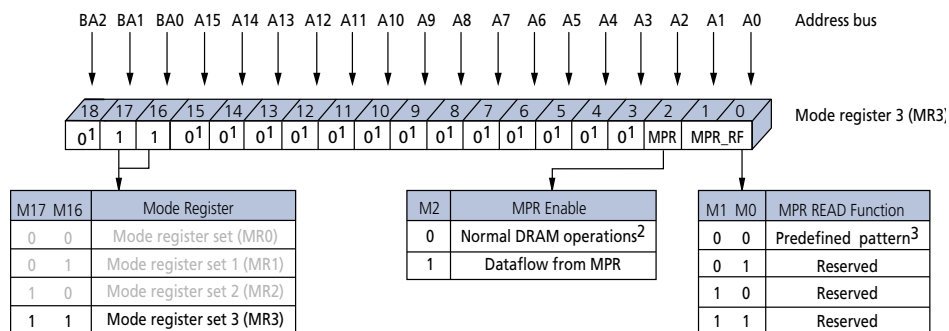 BA2 BA1 BA0 A15 A14 A13 A12 A11 A10 A9 A8 A7 A6 A5 A4 A3 A2 A1 A0 Address bus
18 17 16 15 14 13 12 11 10 9 8 7 6 5 4 3 2 1 0
Mode register 3 (MR3)
0¹ 1 1 0¹ 0¹ 0¹ 0¹ 0¹ 0¹ 0¹ 0¹ 0¹ 0¹ 0¹ 0¹ 0¹ MPR MPR_RF
M17 M16 Mode Register
0 0 Mode register set (MR0)
0 1 Mode register set 1 (MR1)
1 0 Mode register set 2 (MR2)
1 1 Mode register set 3 (MR3)
M2 MPR Enable
0 Normal DRAM operations²
1 Dataflow from MPR
M1 M0 MPR READ Function
0 0 Predefined pattern³
0 1 Reserved
1 0 Reserved
1 1 Reserved